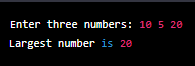 Enter three numbers: 10 5 20
Largest number is 20